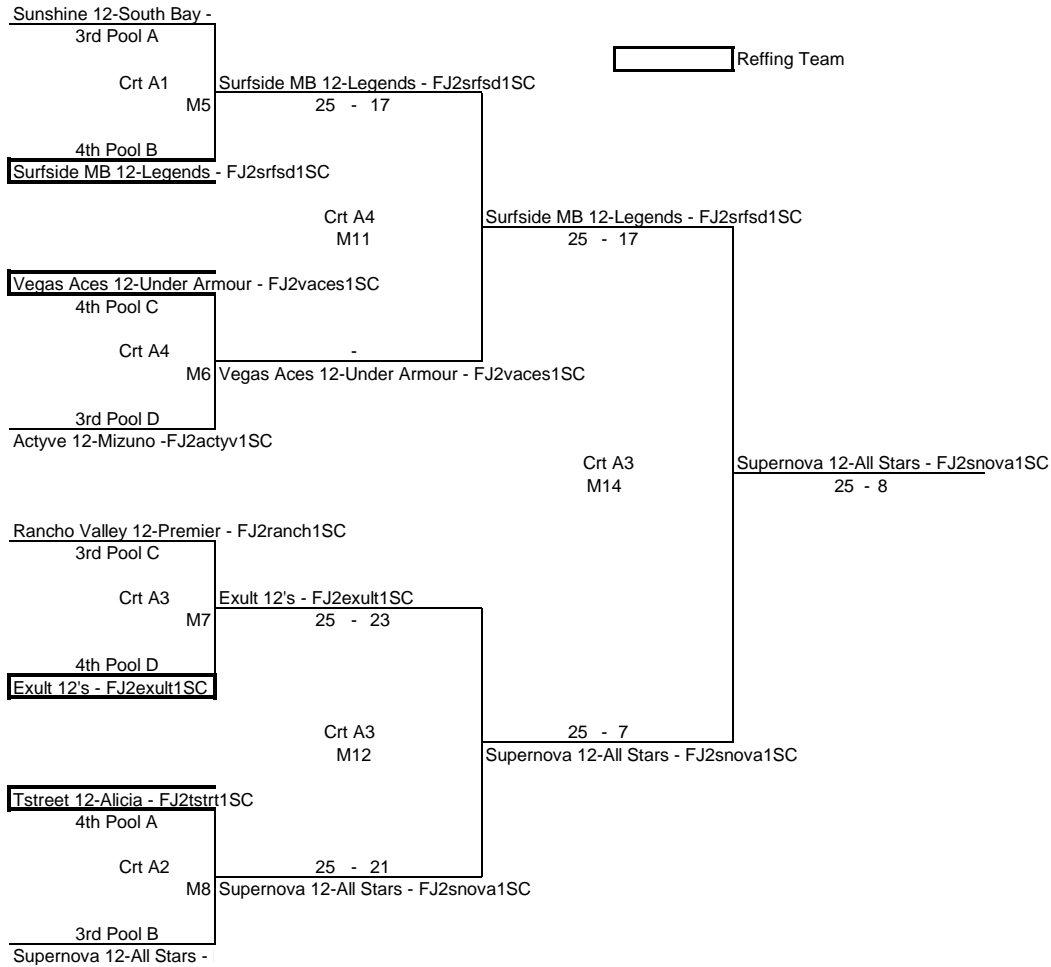 Sunshine 12-South Bay -
3rd Pool A
Reffing Team
Crt A1
Surfside MB 12-Legends - FJ2srfsd1SC
M5
25 - 17
4th Pool B
Surfside MB 12-Legends - FJ2srfsd1SC
Crt A4
Surfside MB 12-Legends - FJ2srfsd1SC
M11
25 - 17
Vegas Aces 12-Under Armour - FJ2vaces1SC
4th Pool C
Crt A4
-
M6
Vegas Aces 12-Under Armour - FJ2vaces1SC
3rd Pool D
Actyve 12-Mizuno -FJ2actyv1SC
Crt A3
Supernova 12-All Stars - FJ2snova1SC
M14
25 - 8
Rancho Valley 12-Premier - FJ2ranch1SC
3rd Pool C
Crt A3
Exult 12's - FJ2exult1SC
M7
25 - 23
4th Pool D
Exult 12's - FJ2exult1SC
Crt A3
25 - 7
M12
Supernova 12-All Stars - FJ2snova1SC
Tstreet 12-Alicia - FJ2tstrt1SC
4th Pool A
Crt A2
25 - 21
M8
Supernova 12-All Stars - FJ2snova1SC
3rd Pool B
Supernova 12-All Stars -